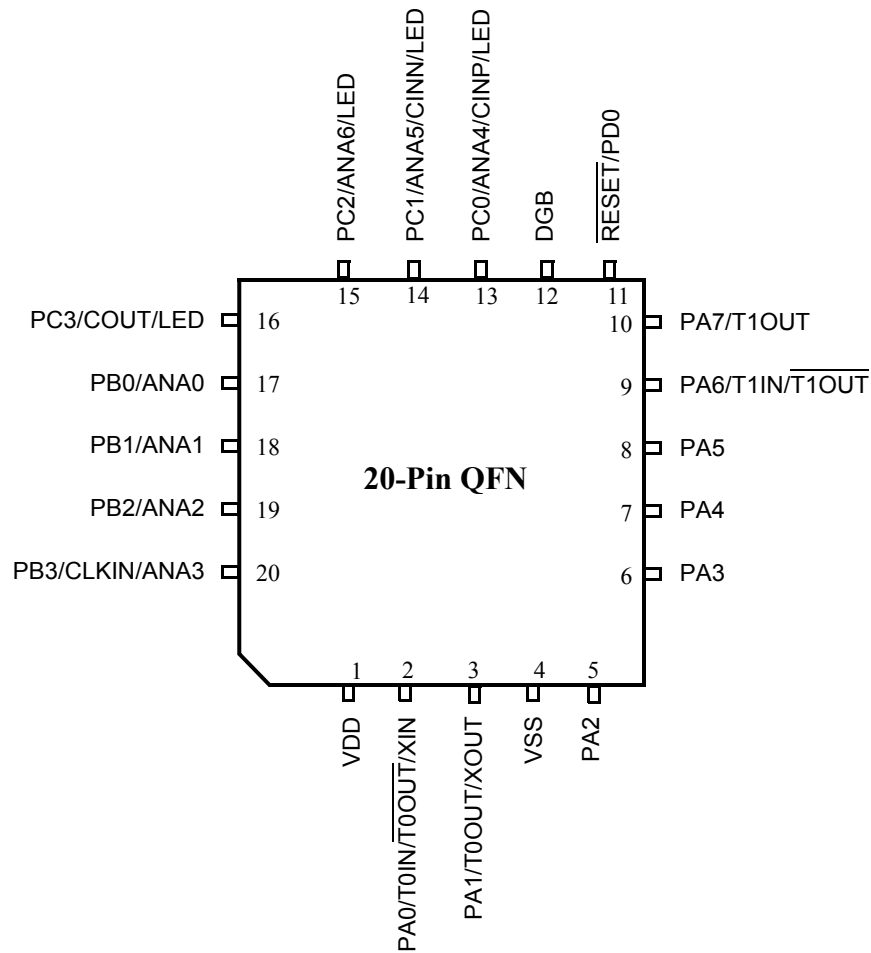 PC2/ANA6/LED
PC1/ANA5/CINN/LED
PC0/ANA4/CINP/LED
DGB
R̅E̅S̅E̅T̅/PD0
15
14
13
12
11
PC3/COUT/LED
16
10
PA7/T1OUT
PB0/ANA0
17
9
PA6/T1IN/T̅1̅O̅U̅T̅
PB1/ANA1
18
8
PA5
20-Pin QFN
PB2/ANA2
19
7
PA4
PB3/CLKIN/ANA3
20
6
PA3
1
2
3
4
5
VDD
PA0/T0IN/T̅0̅O̅U̅T̅/XIN
PA1/T0OUT/XOUT
VSS
PA2